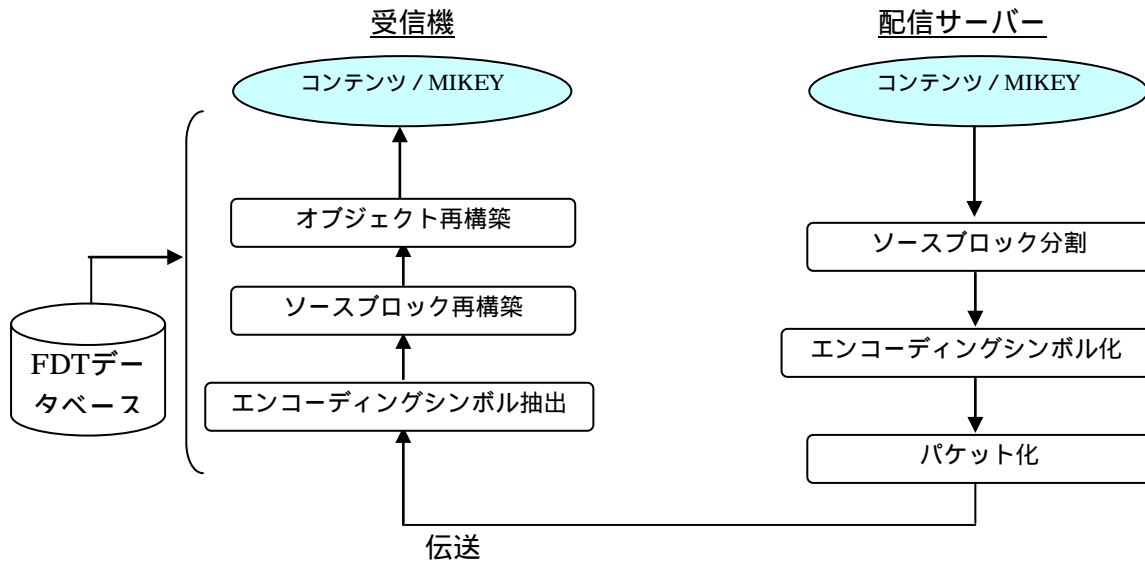 受信機
配信サーバー
コンテンツ / MIKEY
コンテンツ / MIKEY
オブジェクト再構築
ソースブロック分割
ソースブロック再構築
エンコーディングシンボル化
FDTデー
タベース
エンコーディングシンボル抽出
パケット化
伝送